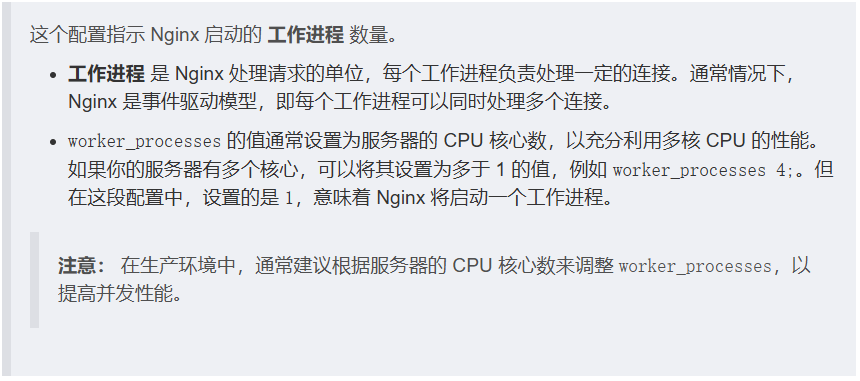 这个配置指示 Nginx 启动的 工作进程 数量。
• 工作进程 是 Nginx 处理请求的单位，每个工作进程负责处理一定的连接。通常情况下，
Nginx 是事件驱动模型，即每个工作进程可以同时处理多个连接。
• worker_processes 的值通常设置为服务器的 CPU 核心数，以充分利用多核 CPU 的性能。
如果你的服务器有多个核心，可以将其设置为多于 1 的值，例如 worker_processes 4;。但
在这段配置中，设置的是 1，意味着 Nginx 将启动一个工作进程。
注意： 在生产环境中，通常建议根据服务器的 CPU 核心数来调整 worker_processes，以
提高并发性能。